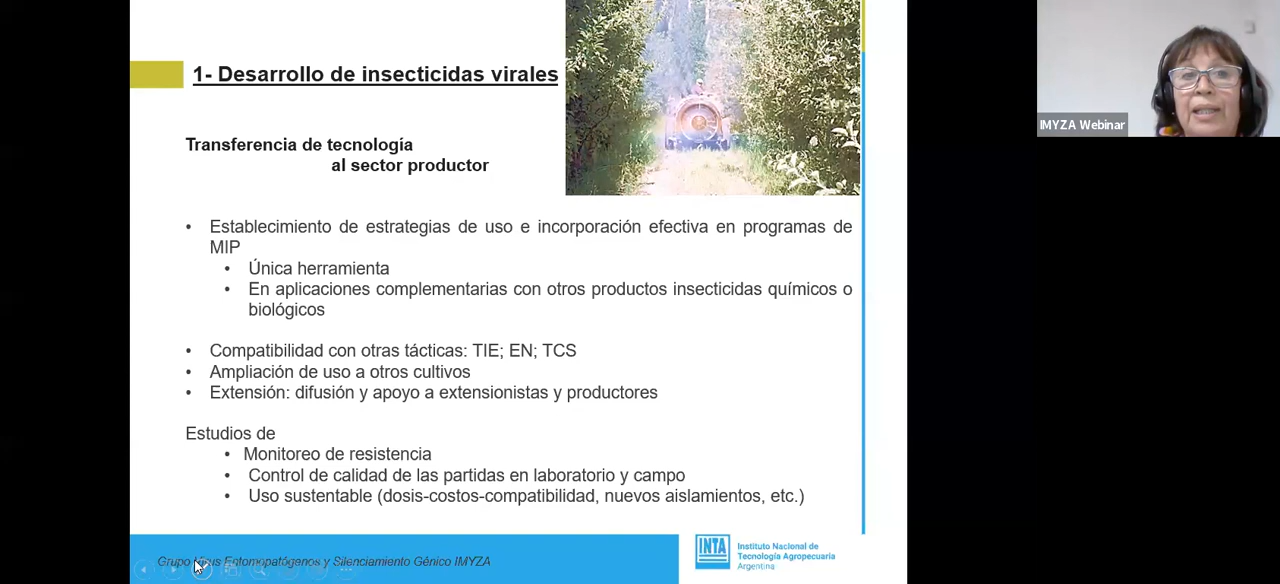 1- Desarrollo de insecticidas virales
Transferencia de tecnología
al sector productor
• Establecimiento de estrategias de uso e incorporación efectiva en programas de
MIP
• Única herramienta
• En aplicaciones complementarias con otros productos insecticidas químicos o
biológicos
• Compatibilidad con otras tácticas: TIE; EN; TCS
• Ampliación de uso a otros cultivos
• Extensión: difusión y apoyo a extensionistas y productores
Estudios de
• Monitoreo de resistencia
• Control de calidad de las partidas en laboratorio y campo
• Uso sustentable (dosis-costos-compatibilidad, nuevos aislamientos, etc.)
Grupo Virus Entomopatógenos y Silenciamiento Génico IMYZA
INTA
Instituto Nacional de
Tecnología Agropecuaria
Argentina
IMYZA Webinar